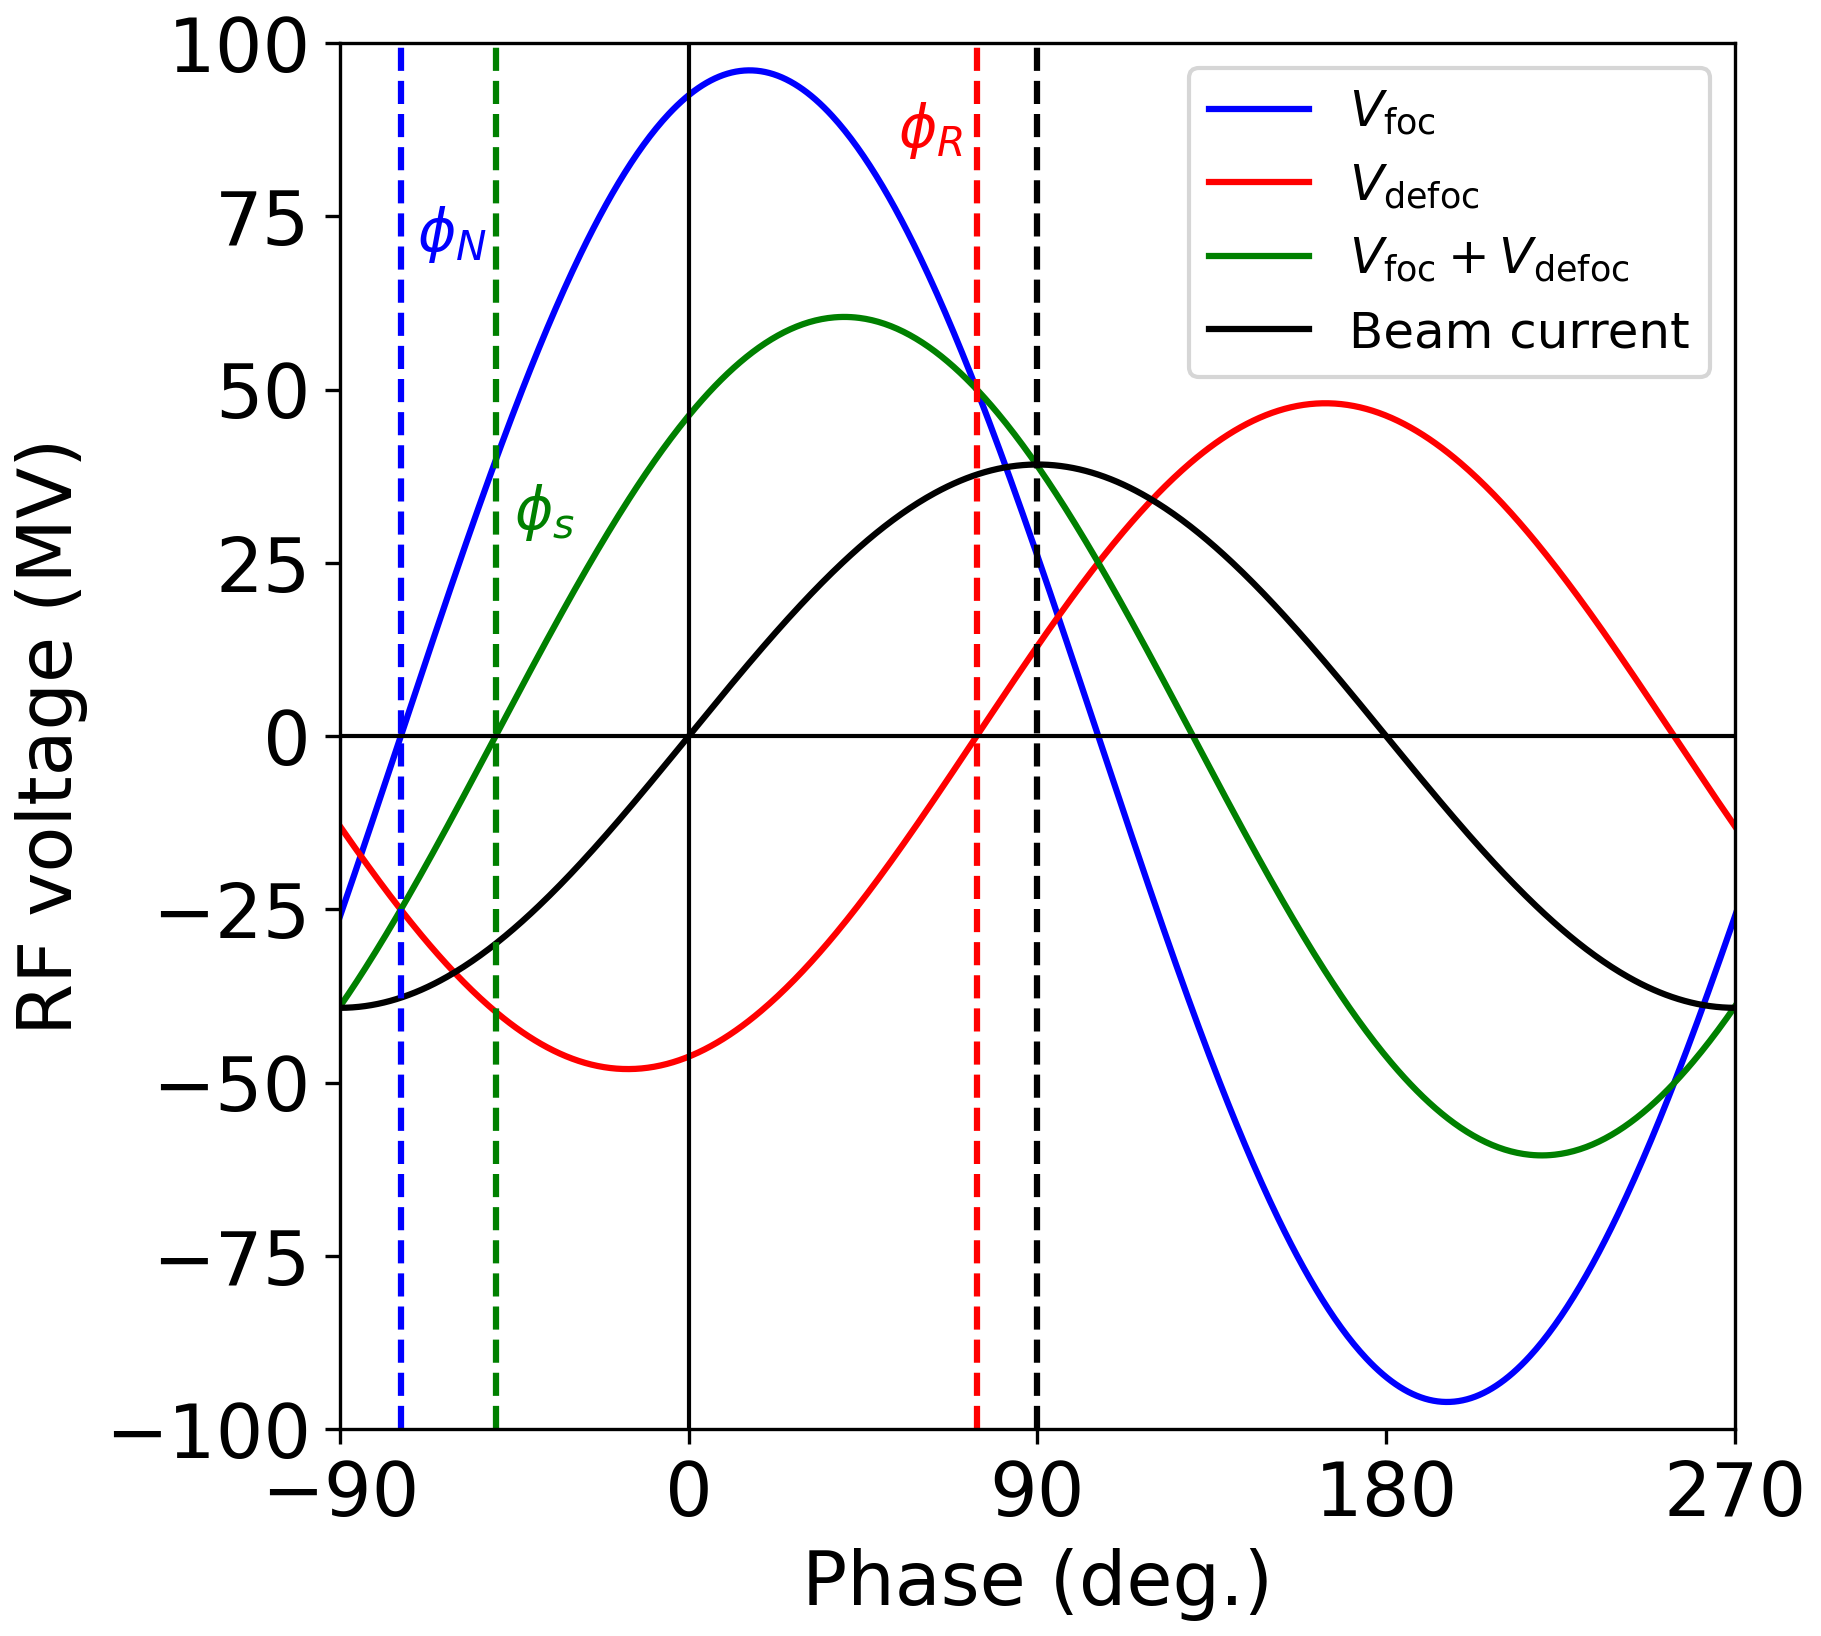 100
75
50
25
0
−25
−50
−75
−100
RF voltage (MV)
ϕN
ϕs
ϕR
Vfoc
Vdefoc
Vfoc + Vdefoc
Beam current
−90 0 90 180 270
Phase (deg.)